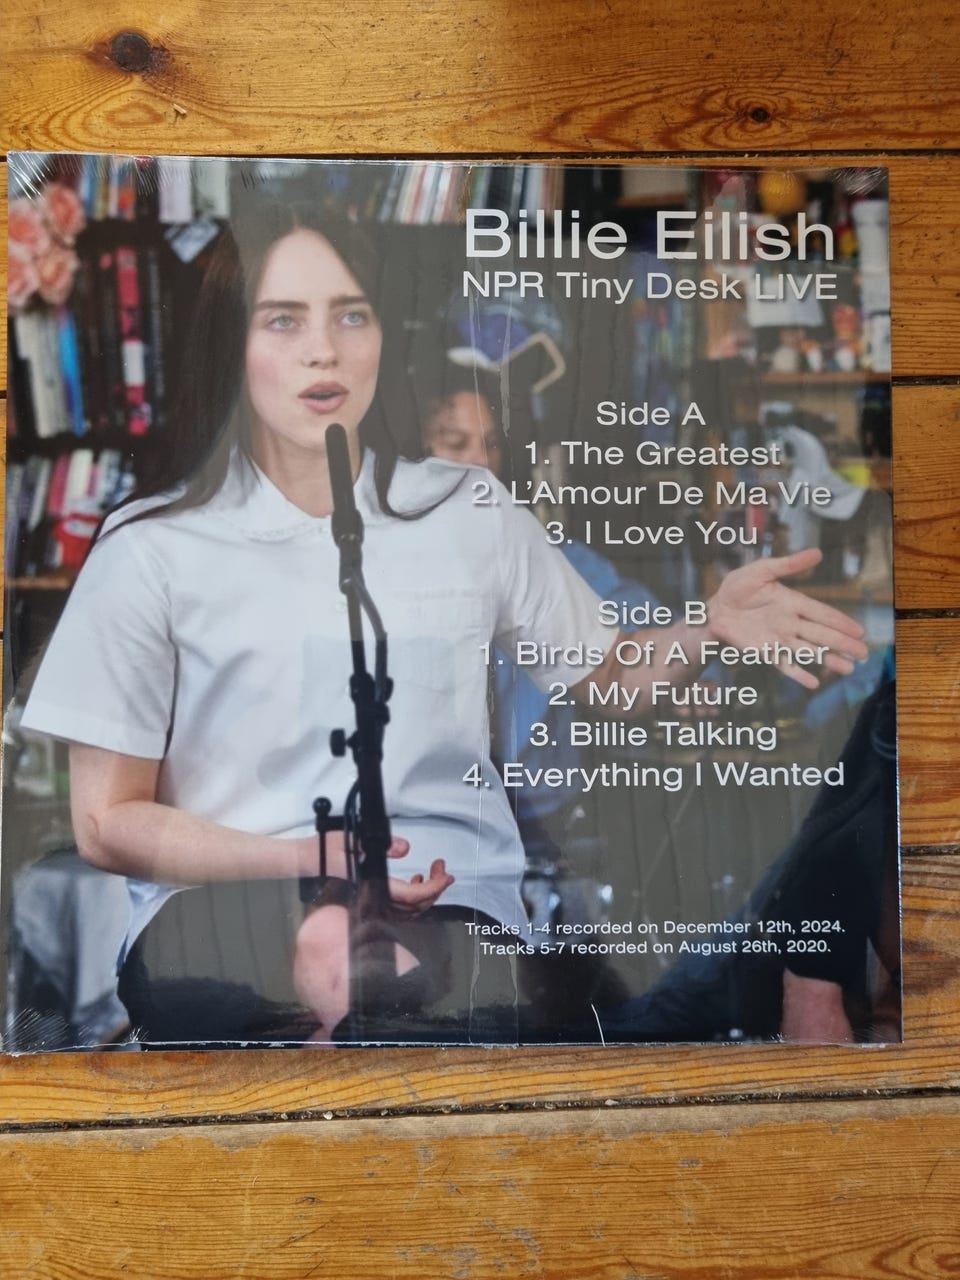 Billie Eilish
NPR Tiny Desk LIVE
Side A
1. The Greatest
2. L’Amour De Ma Vie
3. I Love You
Side B
1. Birds Of A Feather
2. My Future
3. Billie Talking
4. Everything I Wanted
Tracks 1-4 recorded on December 12th, 2024.
Tracks 5-7 recorded on August 26th, 2020.